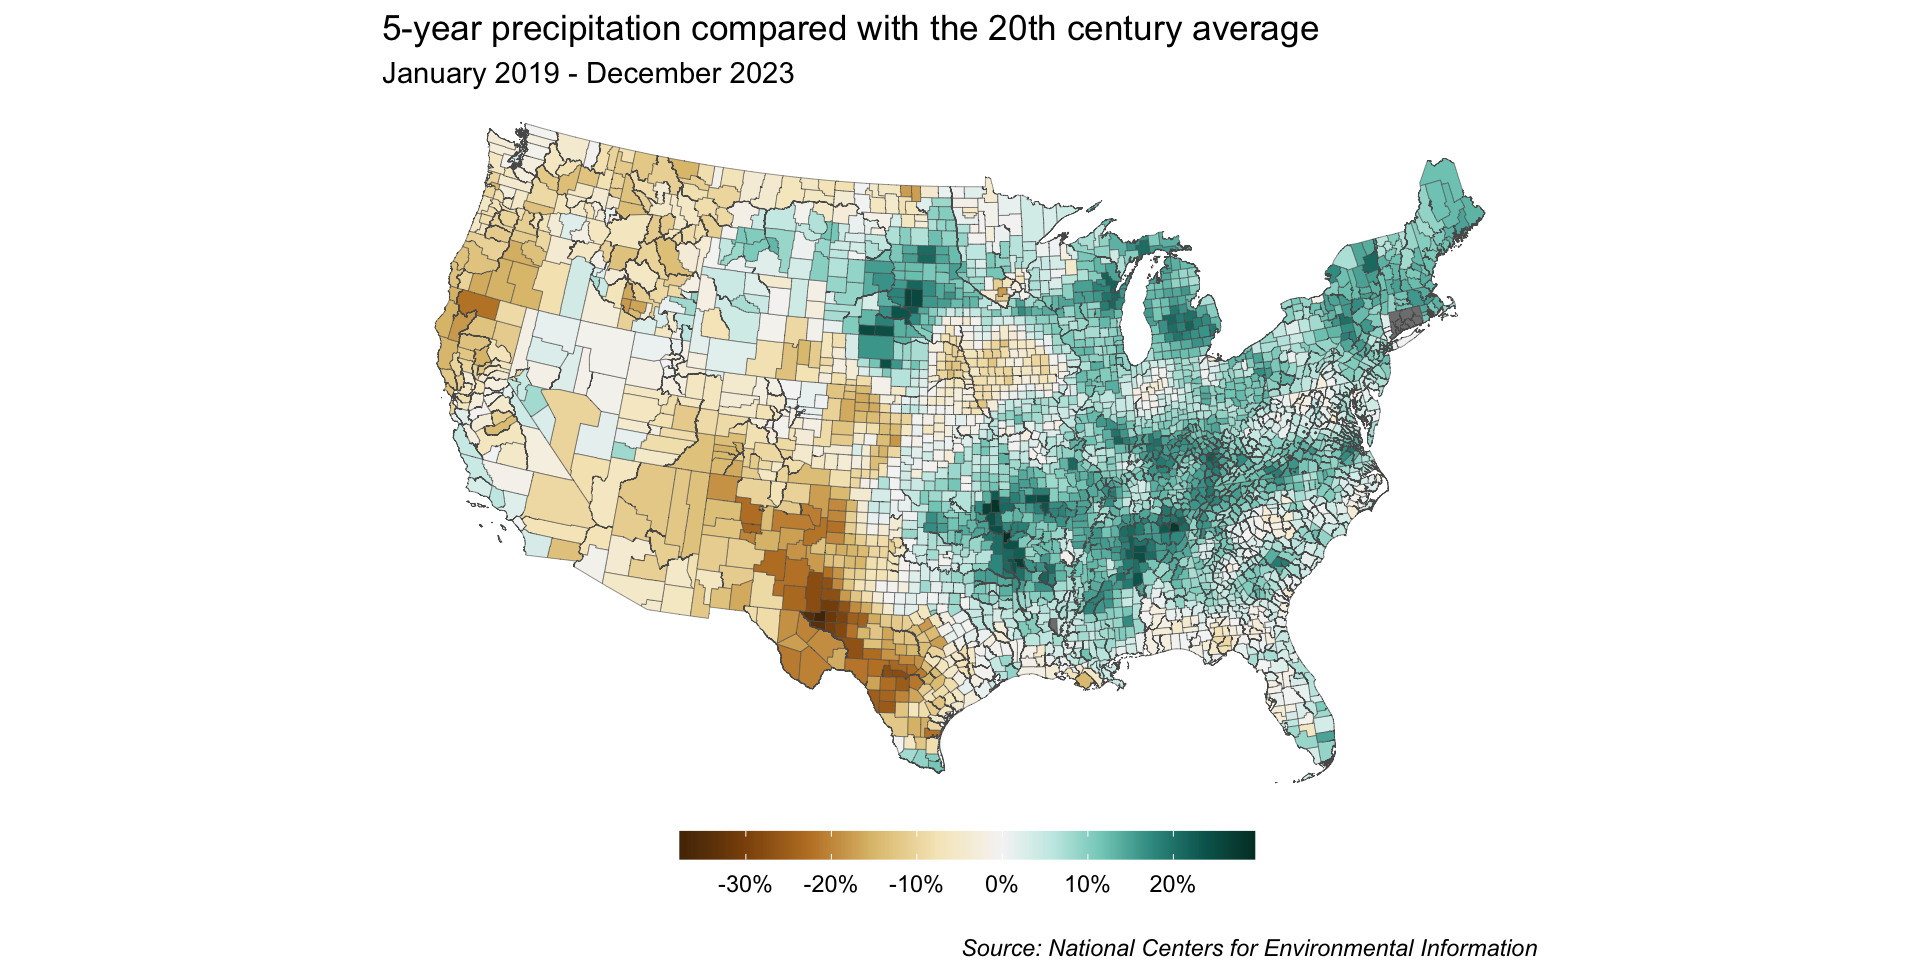 5-year precipitation compared with the 20th century average
January 2019 - December 2023
-30% -20% -10% 0% 10% 20%
Source: National Centers for Environmental Information